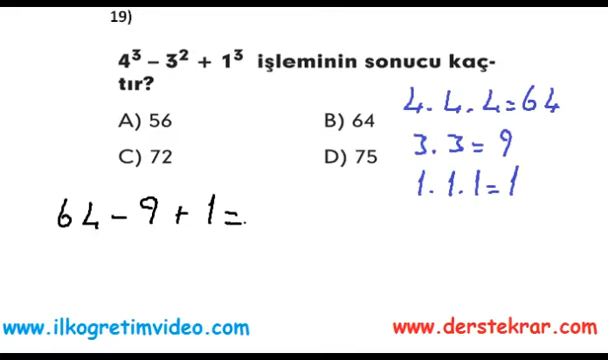 19)
4³ – 3² + 1³ işleminin sonucu kaç-
tır?
A) 56
B) 64
C) 72
D) 75
4.4.4=64
3.3=9
1.1.1=1
64-9+1=
www.ilkogretimvideo.com
www.derstekrar.com